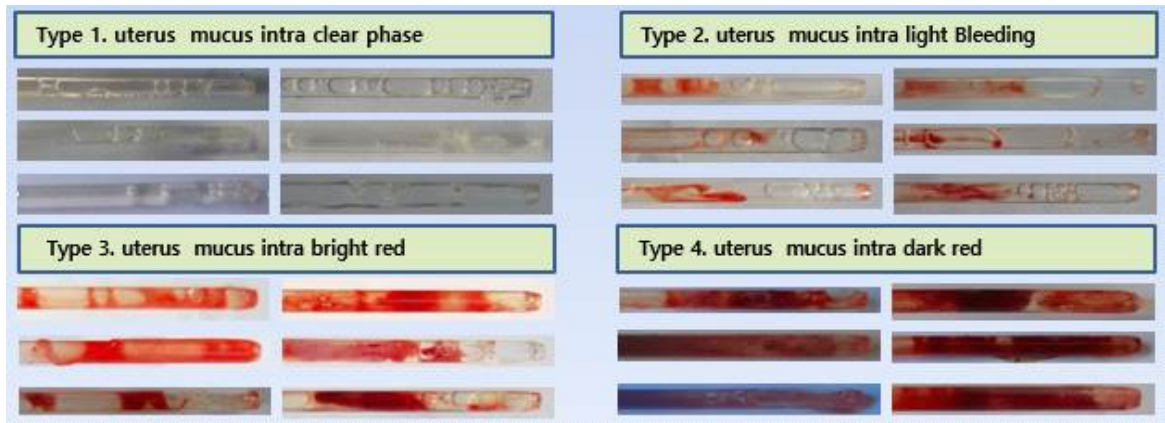 Type 1. uterus mucus intra clear phase
Type 2. uterus mucus intra light Bleeding
Type 3. uterus mucus intra bright red
Type 4. uterus mucus intra dark red